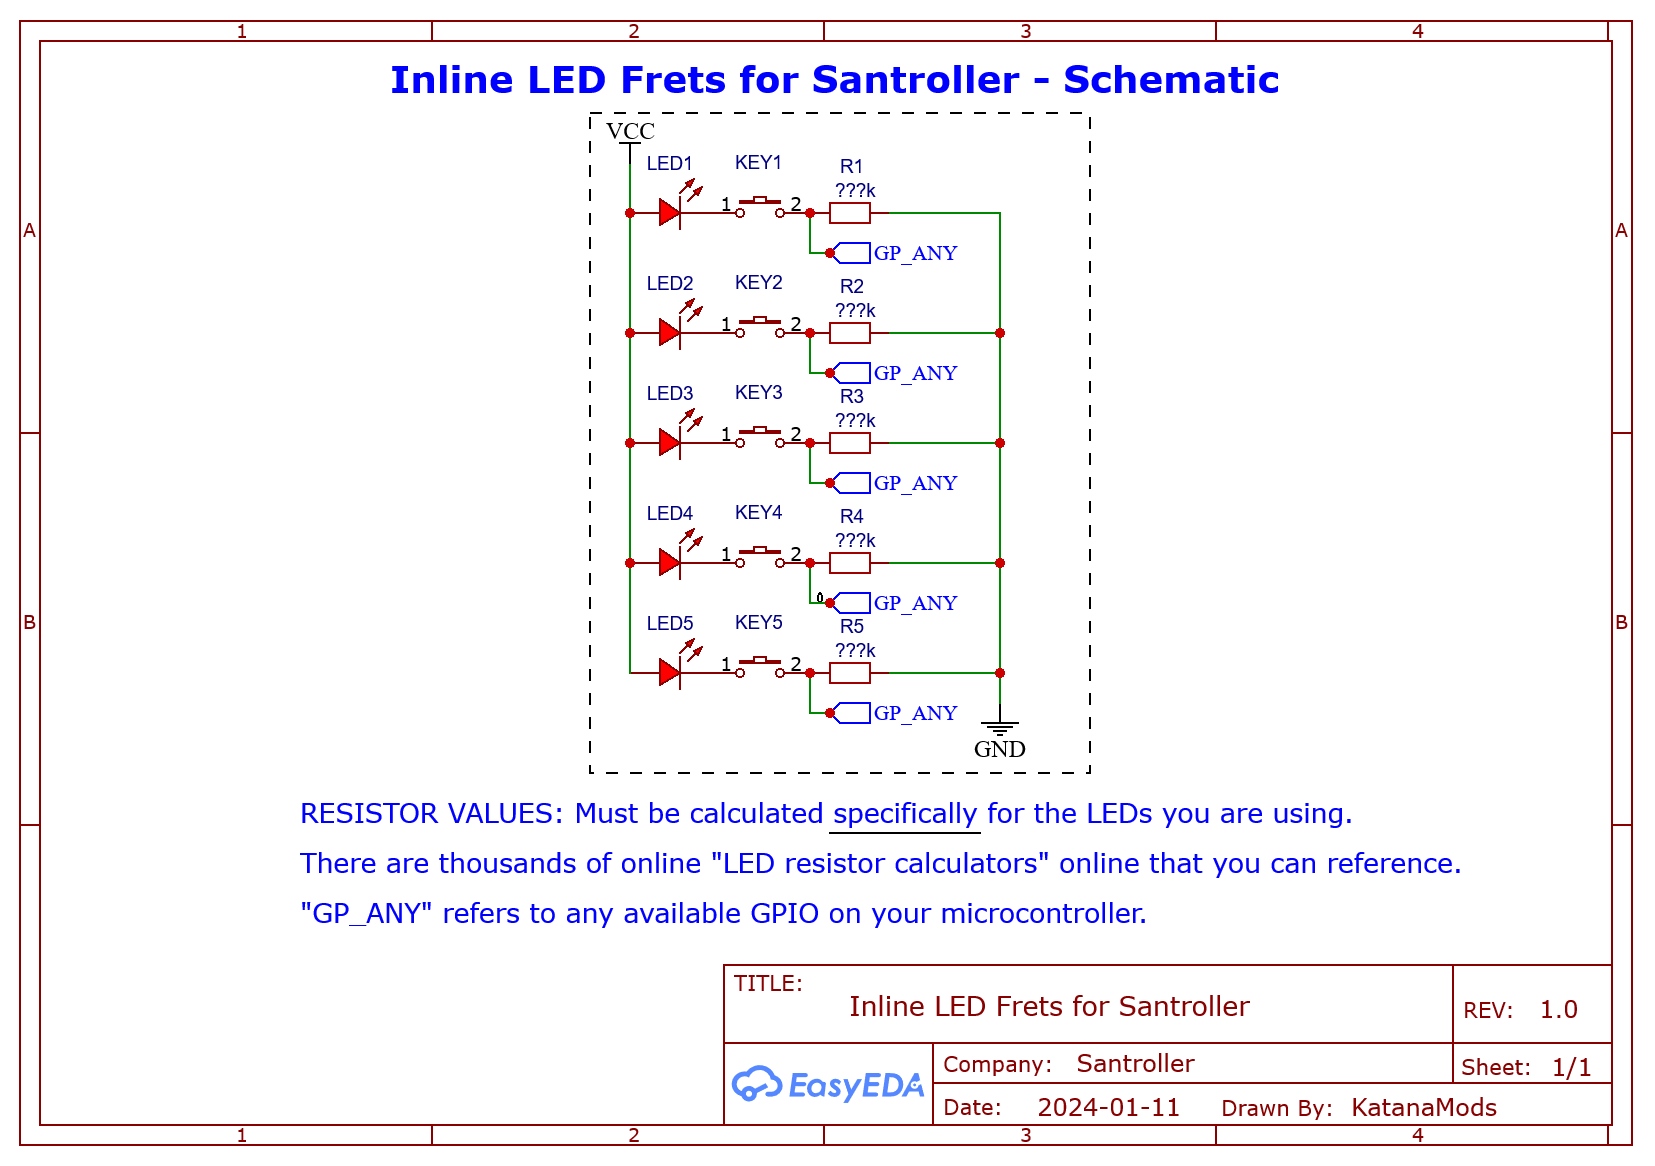 1 2 3 4
Inline LED Frets for Santroller - Schematic
VCC
LED1 KEY1 R1
???k
1 2
GP_ANY
A A
LED2 KEY2 R2
???k
1 2
GP_ANY
LED3 KEY3 R3
???k
1 2
GP_ANY
LED4 KEY4 R4
???k
1 2
0
GP_ANY
B B
LED5 KEY5 R5
???k
1 2
GP_ANY
GND
RESISTOR VALUES: Must be calculated specifically for the LEDs you are using.
There are thousands of online "LED resistor calculators" online that you can reference.
"GP_ANY" refers to any available GPIO on your microcontroller.
TITLE:
Inline LED Frets for Santroller
REV: 1.0
EasyEDA
Company: Santroller
Sheet: 1/1
Date: 2024-01-11 Drawn By: KatanaMods
1 2 3 4